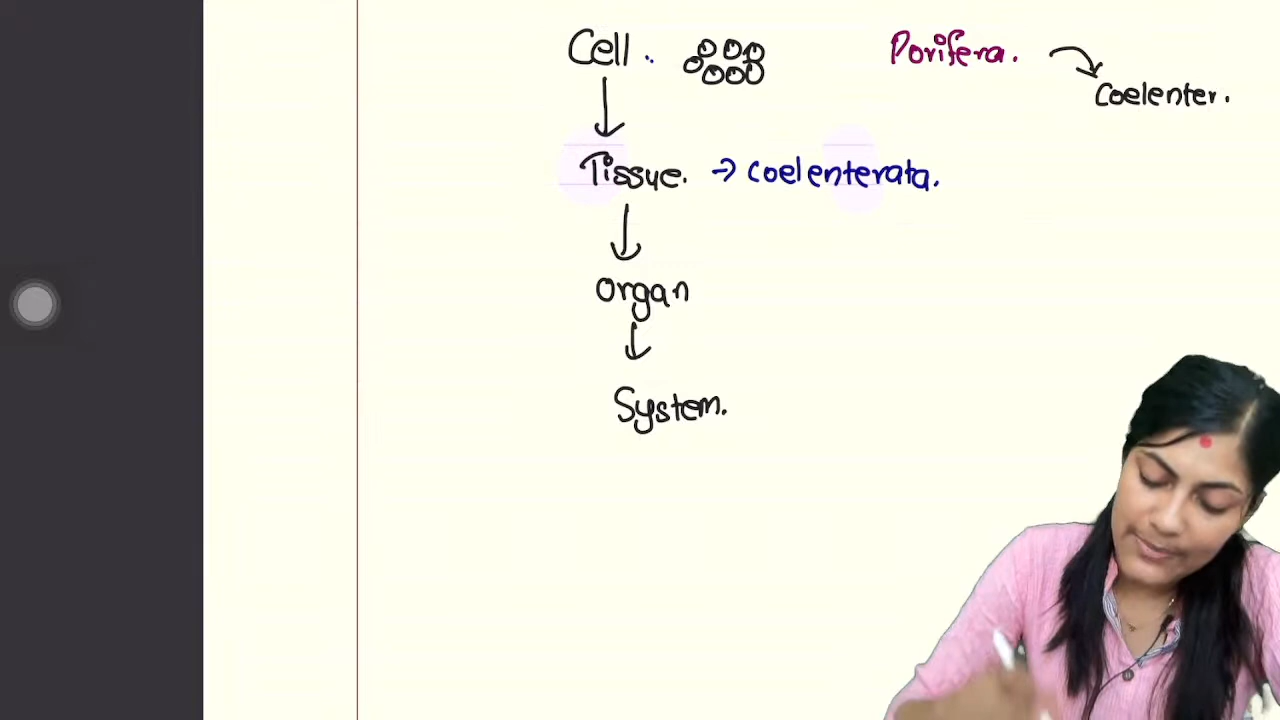 Cell . Porifera.
Coelenter.
Tissue. → Coelenterata.
Organ
System.